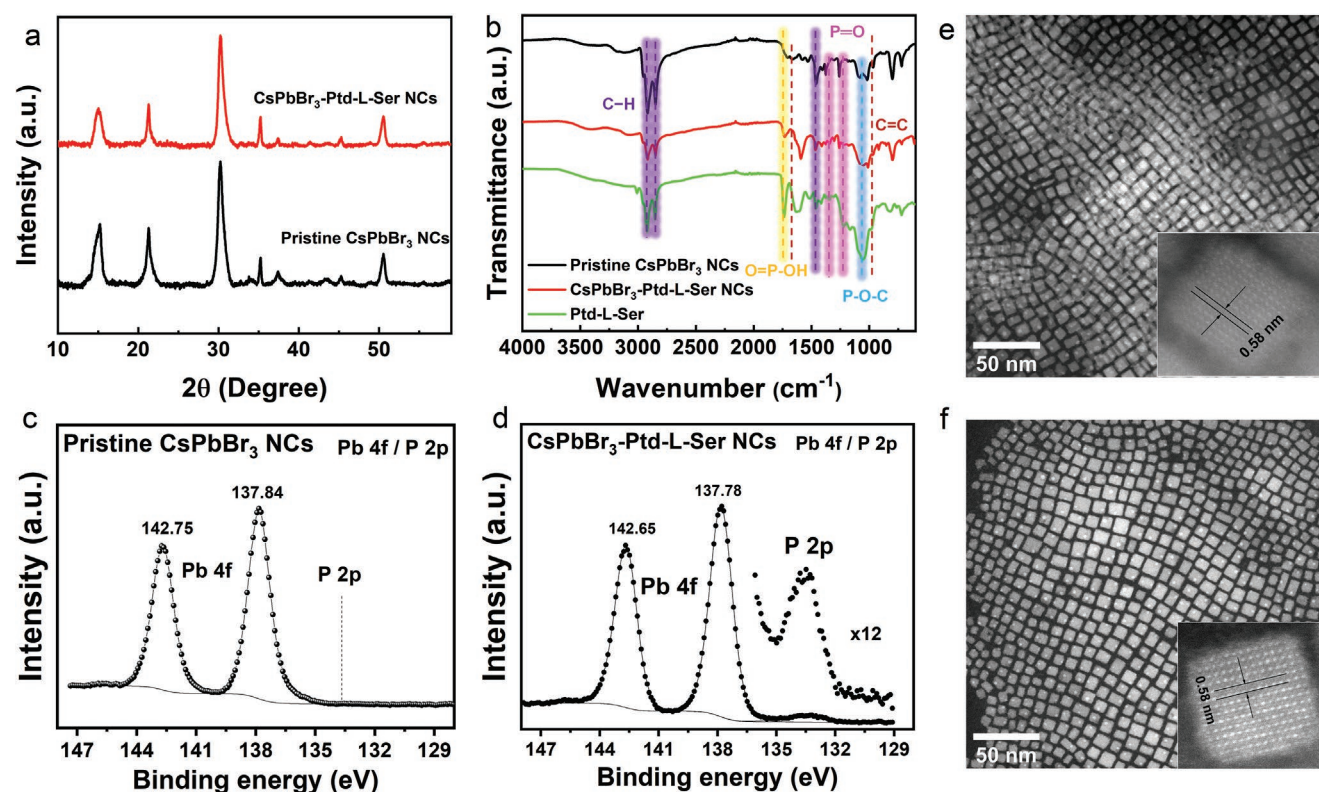 a
Intensity (a.u.)
CsPbBr₃-Ptd-L-Ser NCs
Pristine CsPbBr₃ NCs
10 20 30 40 50
2θ (Degree)
b
Transmittance (a.u.)
C−H
P=O
C=C
O=P-OH
P-O-C
Pristine CsPbBr₃ NCs
CsPbBr₃-Ptd-L-Ser NCs
Ptd-L-Ser
4000 3500 3000 2500 2000 1500 1000
Wavenumber (cm⁻¹)
e
50 nm
0.58 nm
c
Pristine CsPbBr₃ NCs Pb 4f / P 2p
Intensity (a.u.)
142.75
137.84
Pb 4f
P 2p
147 144 141 138 135 132 129
Binding energy (eV)
d
CsPbBr₃-Ptd-L-Ser NCs Pb 4f / P 2p
Intensity (a.u.)
142.65
137.78
Pb 4f
P 2p
x12
147 144 141 138 135 132 129
Binding energy (eV)
f
50 nm
0.58 nm